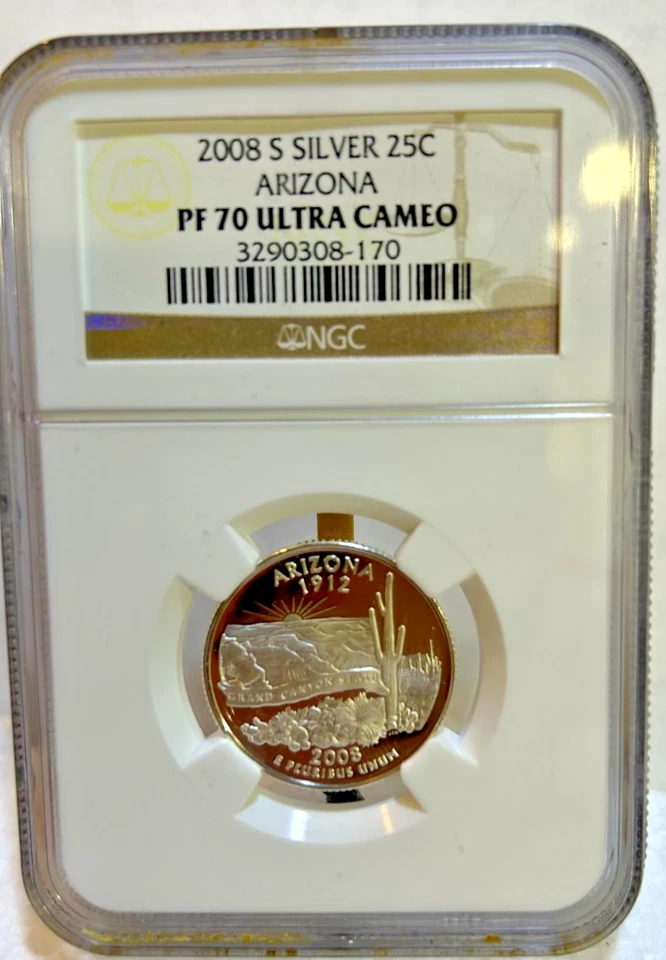 2008 S SILVER 25C
ARIZONA
PF 70 ULTRA CAMEO
3290308-170
NGC
ARIZONA
1912
GRAND CANYON STATE
2008
E PLURIBUS UNUM